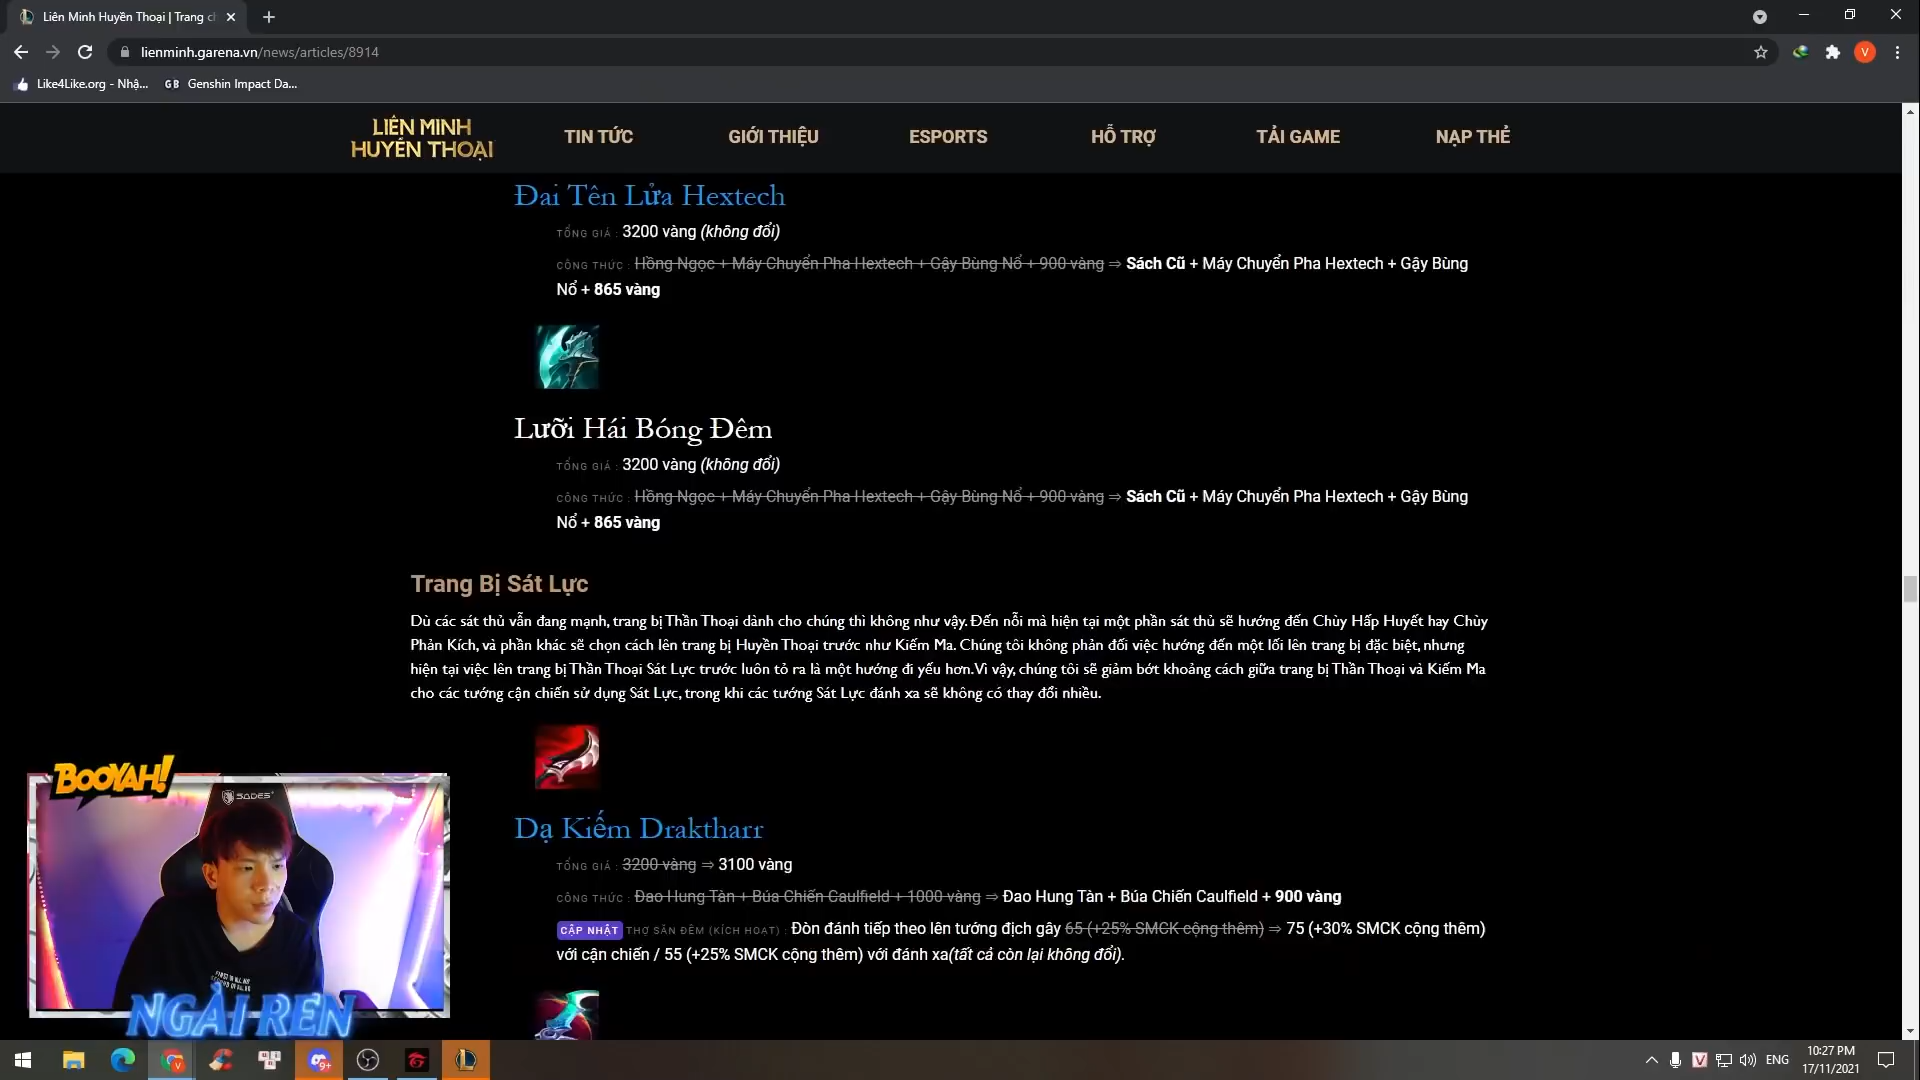 Liên Minh Huyền Thoại | Trang ch
lienminh.garena.vn/news/articles/8914
V
Like4Like.org - Nhậ...
GB Genshin Impact Da...
LIÊN MINH
HUYỀN THOẠI
TIN TỨC
GIỚI THIỆU
ESPORTS
HỖ TRỢ
TẢI GAME
NẠP THẺ
Đai Tên Lửa Hextech
TỔNG GIÁ : 3200 vàng (không đổi)
CÔNG THỨC : Hồng Ngọc + Máy Chuyển Pha Hextech + Gậy Bùng Nổ + 900 vàng ⇒ Sách Cũ + Máy Chuyển Pha Hextech + Gậy Bùng
Nổ + 865 vàng
Lưỡi Hái Bóng Đêm
TỔNG GIÁ : 3200 vàng (không đổi)
CÔNG THỨC : Hồng Ngọc + Máy Chuyển Pha Hextech + Gậy Bùng Nổ + 900 vàng ⇒ Sách Cũ + Máy Chuyển Pha Hextech + Gậy Bùng
Nổ + 865 vàng
Trang Bị Sát Lực
Dù các sát thủ vẫn đang mạnh, trang bị Thần Thoại dành cho chúng thì không như vậy. Đến nỗi mà hiện tại một phần sát thủ sẽ hướng đến Chùy Hấp Huyết hay Chùy
Phản Kích, và phần khác sẽ chọn cách lên trang bị Huyền Thoại trước như Kiếm Ma. Chúng tôi không phản đối việc hướng đến một lối lên trang bị đặc biệt, nhưng
hiện tại việc lên trang bị Thần Thoại Sát Lực trước luôn tỏ ra là một hướng đi yếu hơn. Vì vậy, chúng tôi sẽ giảm bớt khoảng cách giữa trang bị Thần Thoại và Kiếm Ma
cho các tướng cận chiến sử dụng Sát Lực, trong khi các tướng Sát Lực đánh xa sẽ không có thay đổi nhiều.
Dạ Kiếm Draktharr
TỔNG GIÁ : 3200 vàng ⇒ 3100 vàng
CÔNG THỨC : Đao Hung Tàn + Búa Chiến Caulfield + 1000 vàng ⇒ Đao Hung Tàn + Búa Chiến Caulfield + 900 vàng
CẬP NHẬT THỢ SĂN ĐÊM (KÍCH HOẠT) : Đòn đánh tiếp theo lên tướng địch gây 65 (+25% SMCK cộng thêm) ⇒ 75 (+30% SMCK cộng thêm)
với cận chiến / 55 (+25% SMCK cộng thêm) với đánh xa(tất cả còn lại không đổi).
BOOYAH!
SADES
NGÀI REN
9+
V
ENG
10:27 PM
17/11/2021